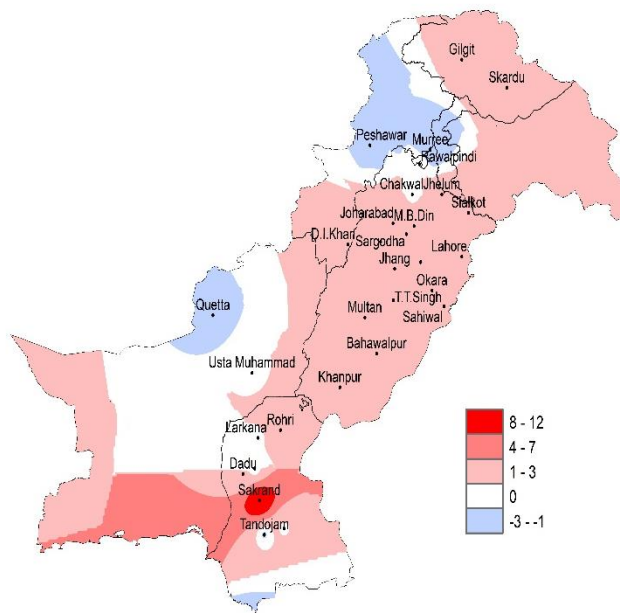 Gilgit
Skardu
Peshawar
Murree
Rawalpindi
Chakwal
Jhelum
Sialkot
Joharabad
M.B.Din
D.I.Khan
Sargodha
Lahore
Jhang
Okara
Quetta
T.T.Singh
Multan
Sahiwal
Bahawalpur
Usta Muhammad
Khanpur
Rohri
Larkana
Dadu
Sakrand
Tandojam
8 - 12
4 - 7
1 - 3
0
-3 - -1